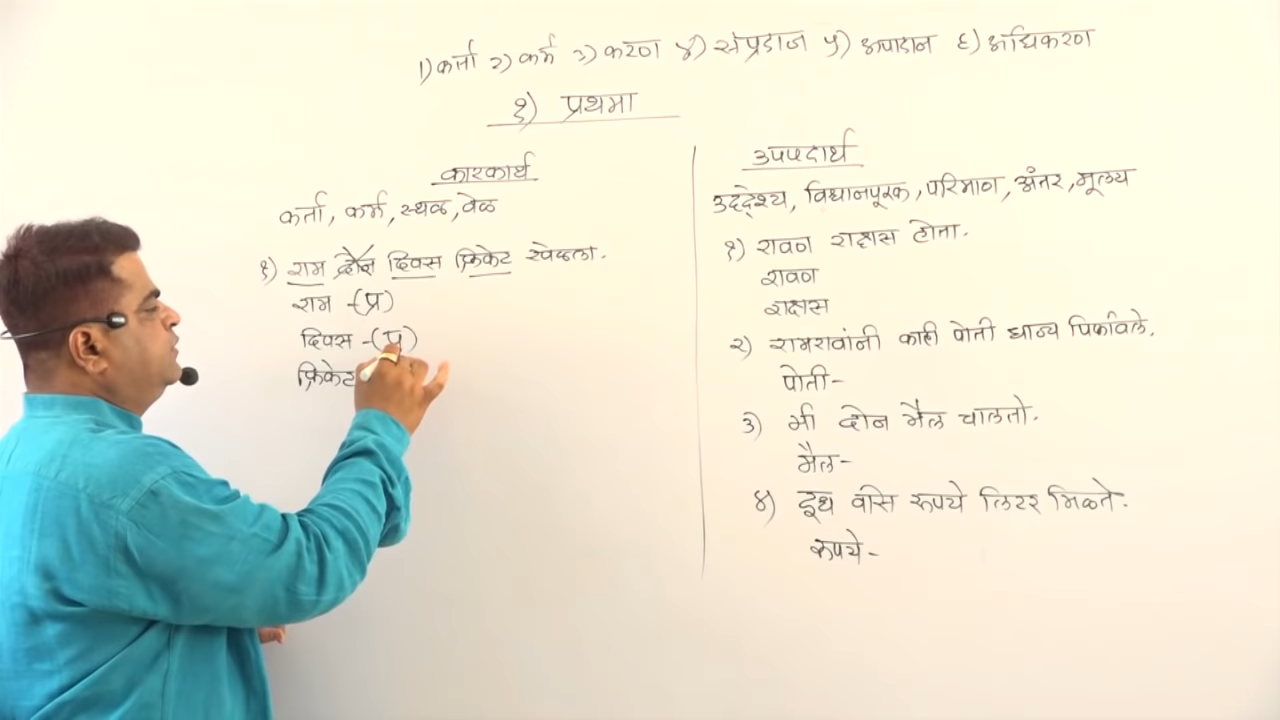 १) कर्ता २) कर्म ३) करण ४) संप्रदान ५) अपादान ६) अधिकरण
१) प्रथमा
कारकार्थ
कर्ता, कर्म, स्थळ, वेळ
१) राम दोन दिवस क्रिकेट खेळला.
राम -(प्र)
दिवस -(प्र)
क्रिकेट
उपपदार्थ
उद्देश्य, विधानपूरक, परिमाण, अंतर, मूल्य
१) रावण राक्षस होता.
रावण
राक्षस
२) रामरावांनी काही पोती धान्य पिकविले.
पोती-
३) मी दोन मैल चालतो.
मैल-
४) दूध वीस रुपये लिटर मिळते.
रुपये-